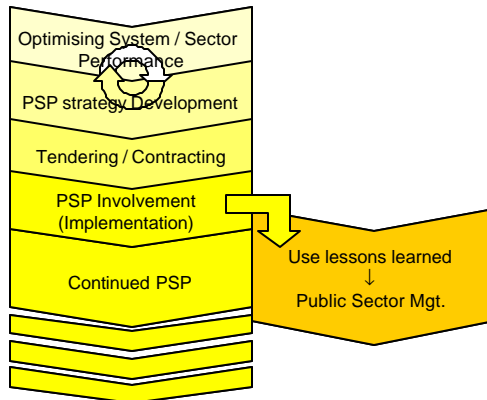 Optimising System / Sector
Performance
PSP strategy Development
Tendering / Contracting
PSP Involvement
(Implementation)
Continued PSP
Use lessons learned
↓
Public Sector Mgt.